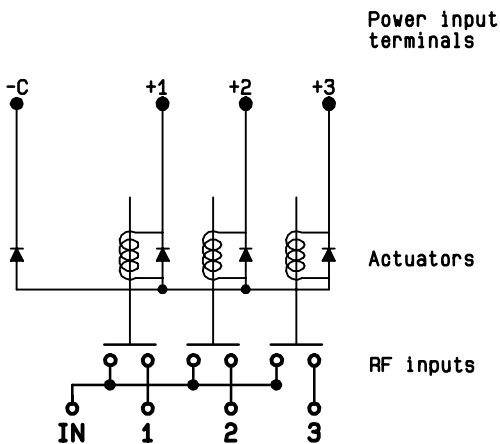 Power input
terminals
-C +1 +2 +3
Actuators
RF inputs
IN 1 2 3